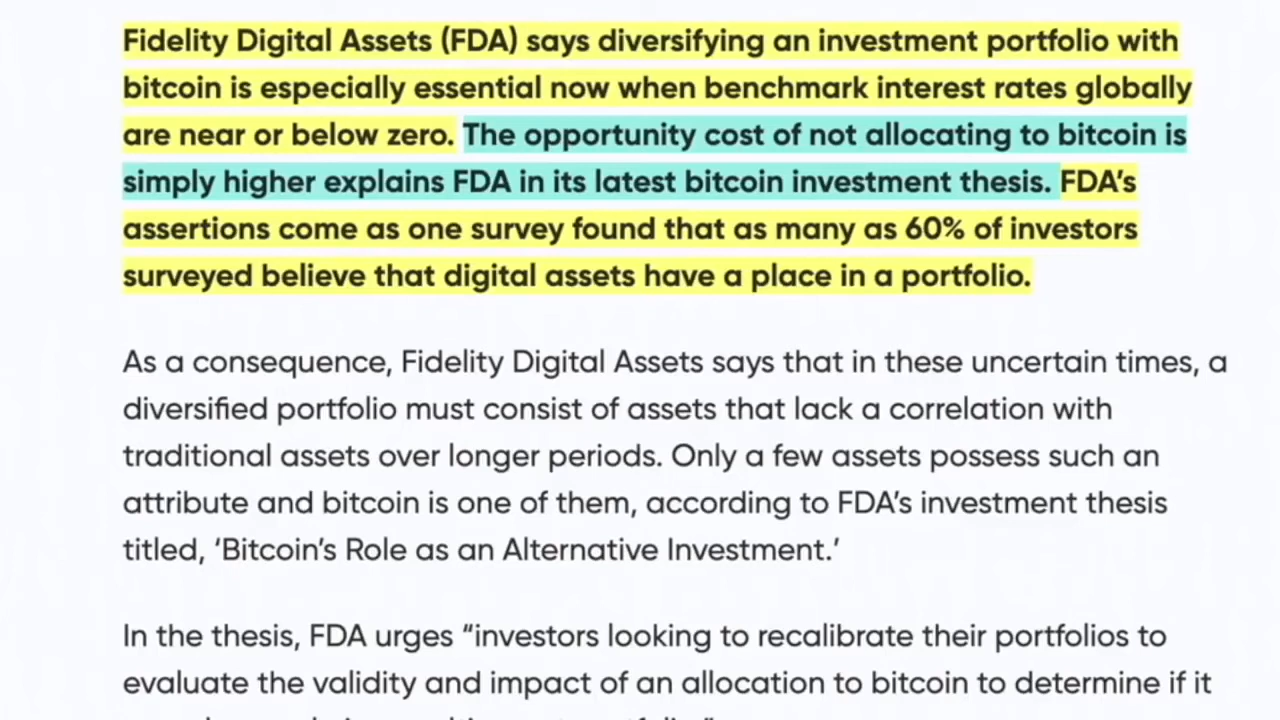 Fidelity Digital Assets (FDA) says diversifying an investment portfolio with
bitcoin is especially essential now when benchmark interest rates globally
are near or below zero. The opportunity cost of not allocating to bitcoin is
simply higher explains FDA in its latest bitcoin investment thesis. FDA’s
assertions come as one survey found that as many as 60% of investors
surveyed believe that digital assets have a place in a portfolio.
As a consequence, Fidelity Digital Assets says that in these uncertain times, a
diversified portfolio must consist of assets that lack a correlation with
traditional assets over longer periods. Only a few assets possess such an
attribute and bitcoin is one of them, according to FDA’s investment thesis
titled, ‘Bitcoin’s Role as an Alternative Investment.’
In the thesis, FDA urges “investors looking to recalibrate their portfolios to
evaluate the validity and impact of an allocation to bitcoin to determine if it